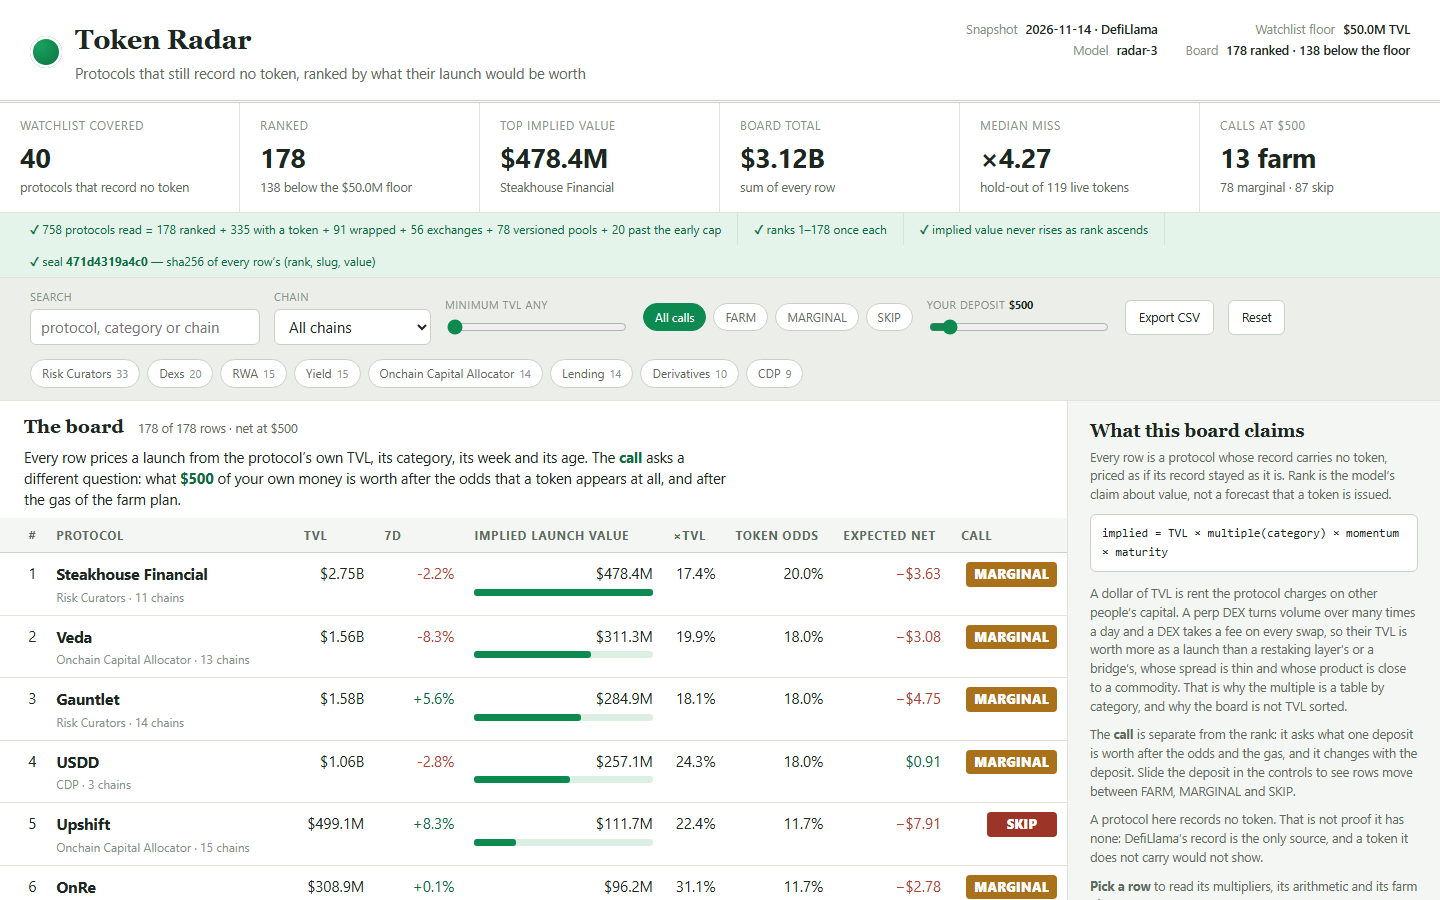 Token Radar
Protocols that still record no token, ranked by what their launch would be worth
Snapshot 2026-11-14 · DefiLlama
Watchlist floor $50.0M TVL
Model radar-3
Board 178 ranked · 138 below the floor
WATCHLIST COVERED
40
protocols that record no token
RANKED
178
138 below the $50.0M floor
TOP IMPLIED VALUE
$478.4M
Steakhouse Financial
BOARD TOTAL
$3.12B
sum of every row
MEDIAN MISS
×4.27
hold-out of 119 live tokens
CALLS AT $500
13 farm
78 marginal · 87 skip
✓ 758 protocols read = 178 ranked + 335 with a token + 91 wrapped + 56 exchanges + 78 versioned pools + 20 past the early cap
✓ ranks 1–178 once each
✓ implied value never rises as rank ascends
✓ seal 471d4319a4c0 — sha256 of every row's (rank, slug, value)
SEARCH
protocol, category or chain
CHAIN
All chains
MINIMUM TVL ANY
All calls
FARM
MARGINAL
SKIP
YOUR DEPOSIT $500
Export CSV
Reset
Risk Curators 33
Dexs 20
RWA 15
Yield 15
Onchain Capital Allocator 14
Lending 14
Derivatives 10
CDP 9
The board 178 of 178 rows · net at $500
Every row prices a launch from the protocol's own TVL, its category, its week and its age. The call asks a
different question: what $500 of your own money is worth after the odds that a token appears at all, and after
the gas of the farm plan.
# PROTOCOL TVL 7D IMPLIED LAUNCH VALUE ×TVL TOKEN ODDS EXPECTED NET CALL
1 Steakhouse Financial $2.75B -2.2% $478.4M 17.4% 20.0% −$3.63 MARGINAL
Risk Curators · 11 chains
2 Veda $1.56B -8.3% $311.3M 19.9% 18.0% −$3.08 MARGINAL
Onchain Capital Allocator · 13 chains
3 Gauntlet $1.58B +5.6% $284.9M 18.1% 18.0% −$4.75 MARGINAL
Risk Curators · 14 chains
4 USDD $1.06B -2.8% $257.1M 24.3% 18.0% $0.91 MARGINAL
CDP · 3 chains
5 Upshift $499.1M +8.3% $111.7M 22.4% 11.7% −$7.91 SKIP
Onchain Capital Allocator · 15 chains
6 OnRe $308.9M +0.1% $96.2M 31.1% 11.7% −$2.78 MARGINAL
What this board claims
Every row is a protocol whose record carries no token,
priced as if its record stayed as it is. Rank is the model's
claim about value, not a forecast that a token is issued.
implied = TVL × multiple(category) × momentum
× maturity
A dollar of TVL is rent the protocol charges on other
people's capital. A perp DEX turns volume over many times
a day and a DEX takes a fee on every swap, so their TVL is
worth more as a launch than a restaking layer's or a
bridge's, whose spread is thin and whose product is close
to a commodity. That is why the multiple is a table by
category, and why the board is not TVL sorted.
The call is separate from the rank: it asks what one deposit
is worth after the odds and the gas, and it changes with the
deposit. Slide the deposit in the controls to see rows move
between FARM, MARGINAL and SKIP.
A protocol here records no token. That is not proof it has
none: DefiLlama's record is the only source, and a token it
does not carry would not show.
Pick a row to read its multipliers, its arithmetic and its farm